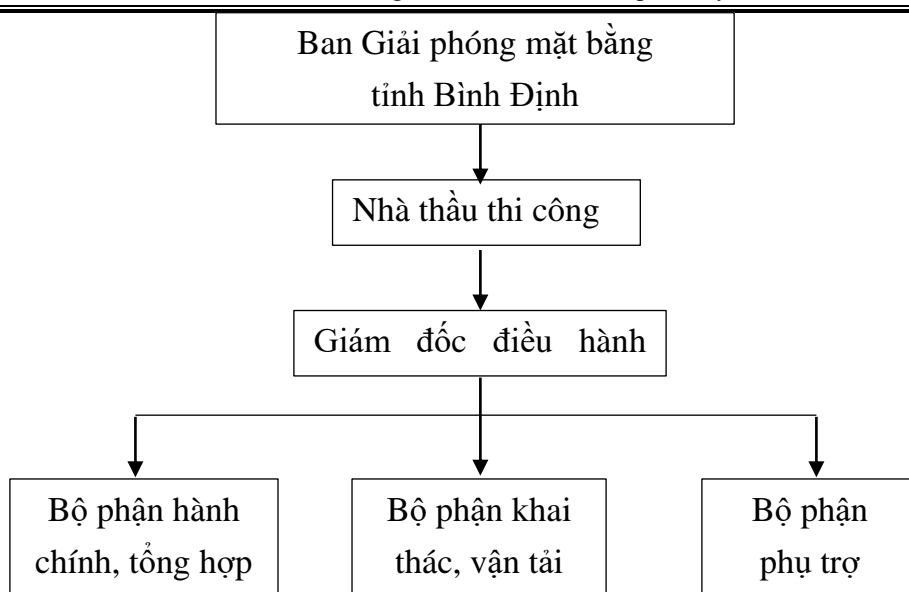 Ban Giải phóng mặt bằng
tỉnh Bình Định
Nhà thầu thi công
Giám đốc điều hành
Bộ phận hành
chính, tổng hợp
Bộ phận khai
thác, vận tải
Bộ phận
phụ trợ